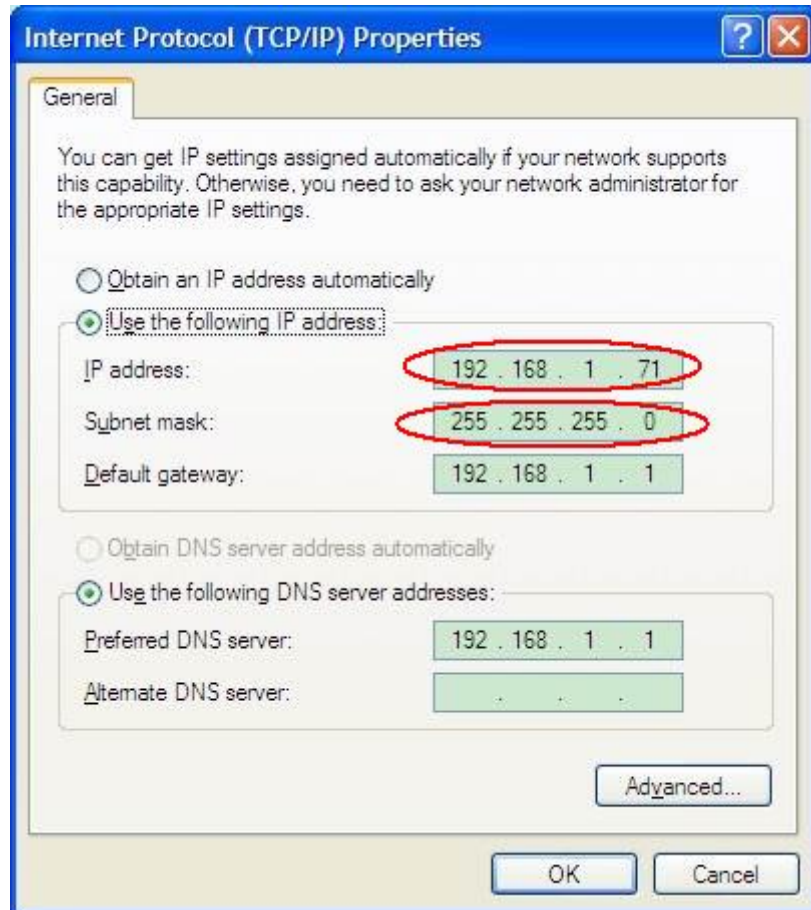 Internet Protocol (TCP/IP) Properties
General
You can get IP settings assigned automatically if your network supports
this capability. Otherwise, you need to ask your network administrator for
the appropriate IP settings.
Obtain an IP address automatically
Use the following IP address:
IP address: 192 . 168 . 1 . 71
Subnet mask: 255 . 255 . 255 . 0
Default gateway: 192 . 168 . 1 . 1
Obtain DNS server address automatically
Use the following DNS server addresses:
Preferred DNS server: 192 . 168 . 1 . 1
Alternate DNS server: . . .
Advanced...
OK Cancel